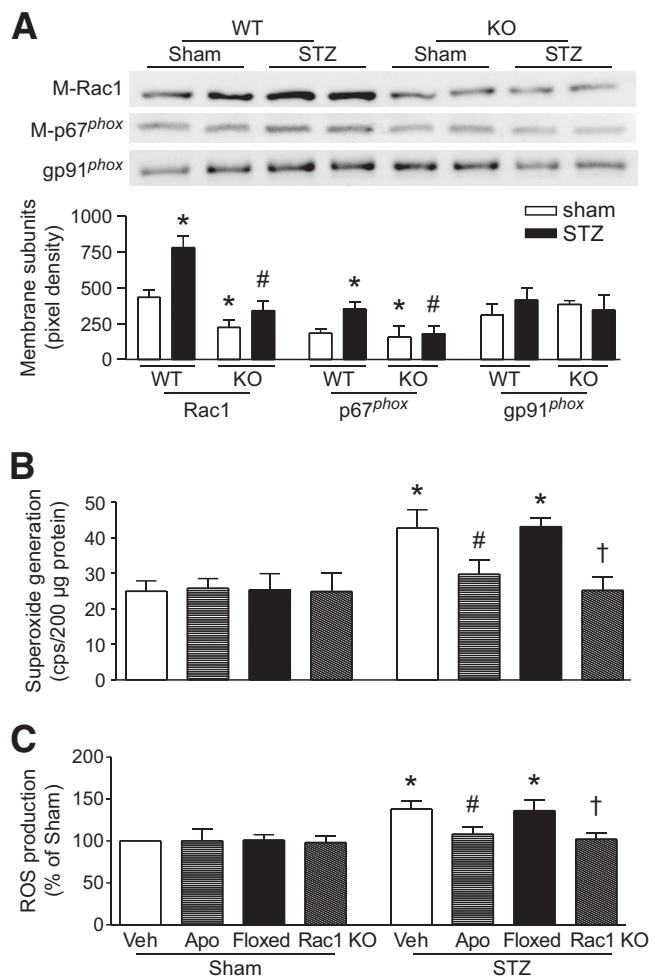 A
WT KO
Sham STZ Sham STZ
M-Rac1
M-p67phox
gp91phox
Membrane subunits
(pixel density)
1000
750
500
250
0
sham
STZ
* * # * * #
WT KO WT KO WT KO
Rac1 p67phox gp91phox
B
Superoxide generation
(cps/200 µg protein)
50
40
30
20
10
0
* # * †
C
ROS production
(% of Sham)
200
150
100
50
0
* # * †
Veh Apo Floxed Rac1 KO Veh Apo Floxed Rac1 KO
Sham STZ